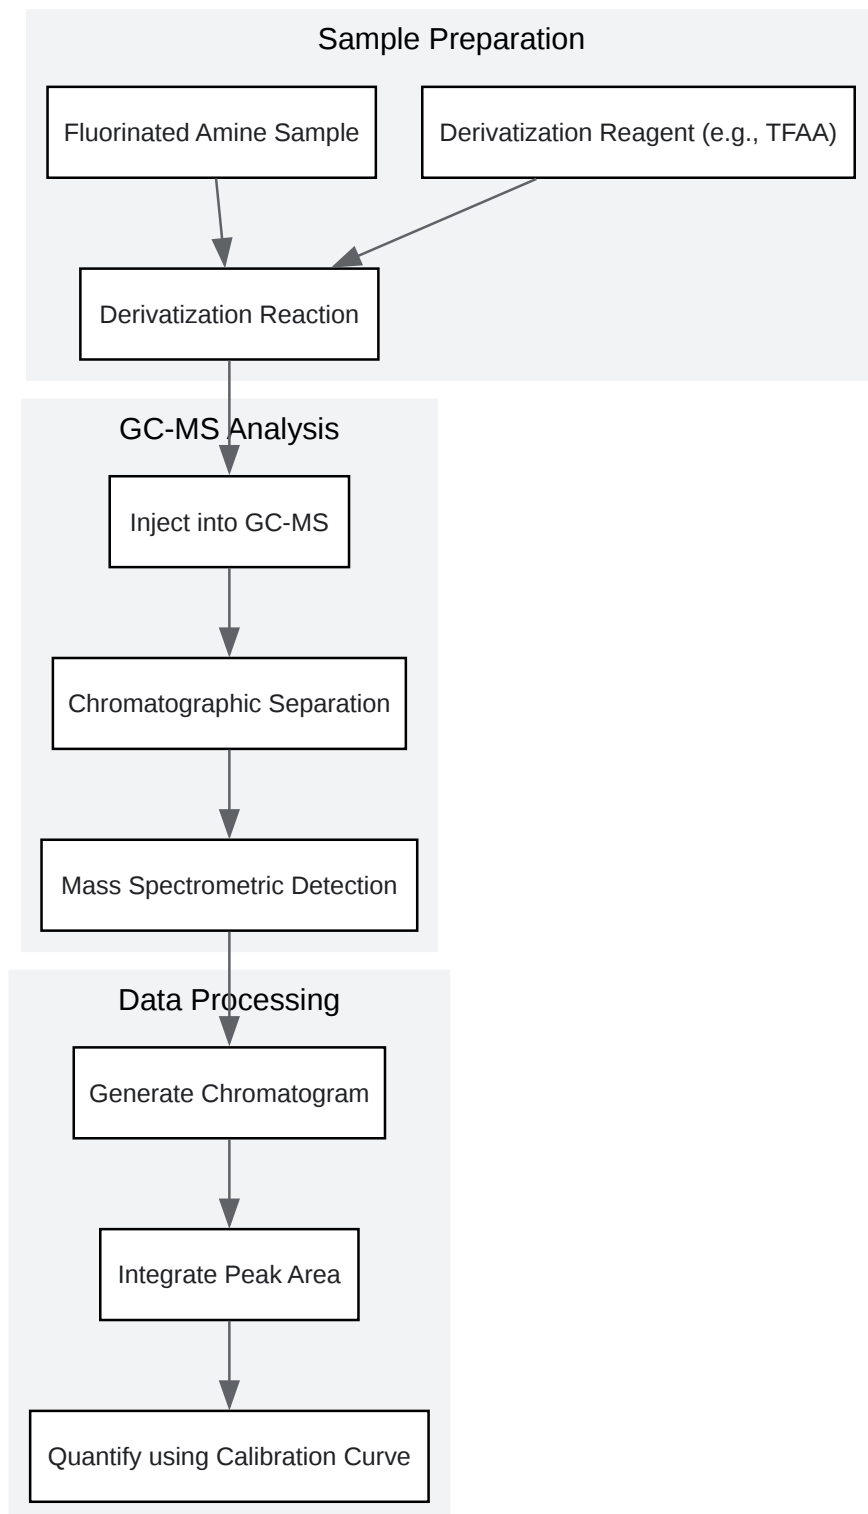 Sample Preparation
Fluorinated Amine Sample
Derivatization Reagent (e.g., TFAA)
Derivatization Reaction
GC-MS Analysis
Inject into GC-MS
Chromatographic Separation
Mass Spectrometric Detection
Data Processing
Generate Chromatogram
Integrate Peak Area
Quantify using Calibration Curve